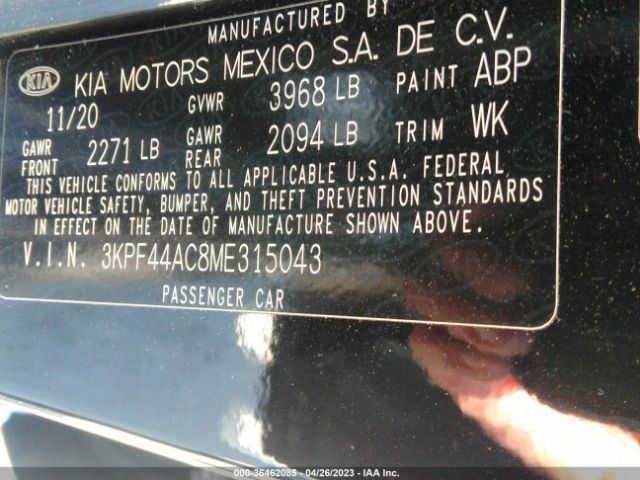 MANUFACTURED BY
KIA KIA MOTORS MEXICO S.A. DE C.V.
11/20 GVWR 3968 LB PAINT ABP
GAWR FRONT 2271 LB GAWR REAR 2094 LB TRIM WK
THIS VEHICLE CONFORMS TO ALL APPLICABLE U.S.A. FEDERAL
MOTOR VEHICLE SAFETY, BUMPER, AND THEFT PREVENTION STANDARDS
IN EFFECT ON THE DATE OF MANUFACTURE SHOWN ABOVE.
V.I.N. 3KPF44AC8ME315043
PASSENGER CAR
000-36462085 - 04/26/2023 - IAA Inc.